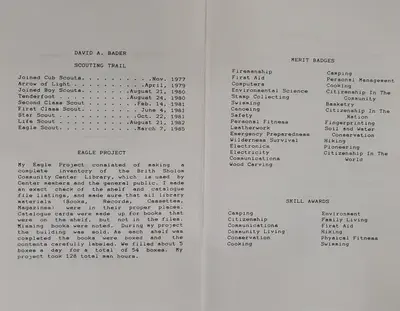 DAVID A. BADER
SCOUTING TRAIL
Joined Cub Scouts. . . . . . . . . . .Nov. 1977
Arrow of Light. . . . . . . . . . .April, 1979
Joined Boy Scouts. . . . . . .August 21, 1980
Tenderfoot . . . . . . . . . .August 24, 1980
Second Class Scout . . . . . . .Feb. 14, 1981
First Class Scout. . . . . . . .June 4, 1981
Star Scout . . . . . . . . . . .Oct. 22, 1981
Life Scout . . . . . . . . . .August 21, 1982
Eagle Scout. . . . . . . . . . .March 7, 1985
EAGLE PROJECT
My Eagle Project consisted of making a
complete inventory of the Brith Sholom
Community Center Library, which is used by
Center members and the general public. I made
an exact check of the shelf and catalogue
file listings, and made sure that all library
materials (Books, Records, Cassettes,
Magazines) were in their proper places.
Catalogue cards were made up for books that
were on the shelf, but not in the files.
Missing books were noted. During my project
the building was sold. As each shelf was
completed the books were boxed and the
contents carefully labeled. We filled about 5
boxes a day for a total of 54 boxes. My
project took 128 total man hours.
MERIT BADGES
Firemanship
First Aid
Computers
Environmental Science
Stamp Collecting
Swimming
Canoeing
Safety
Personal Fitness
Leatherwork
Emergency Preparedness
Wilderness Survival
Electronics
Electricity
Communications
Wood Carving
Camping
Personal Management
Cooking
Citizenship In The
Community
Basketry
Citizenship In The
Nation
Fingerprinting
Soil and Water
Conservation
Hiking
Pioneering
Citizenship In The
World
SKILL AWARDS
Camping
Citizenship
Communications
Community Living
Conservation
Cooking
Environment
Family Living
First Aid
Hiking
Physical Fitness
Swimming